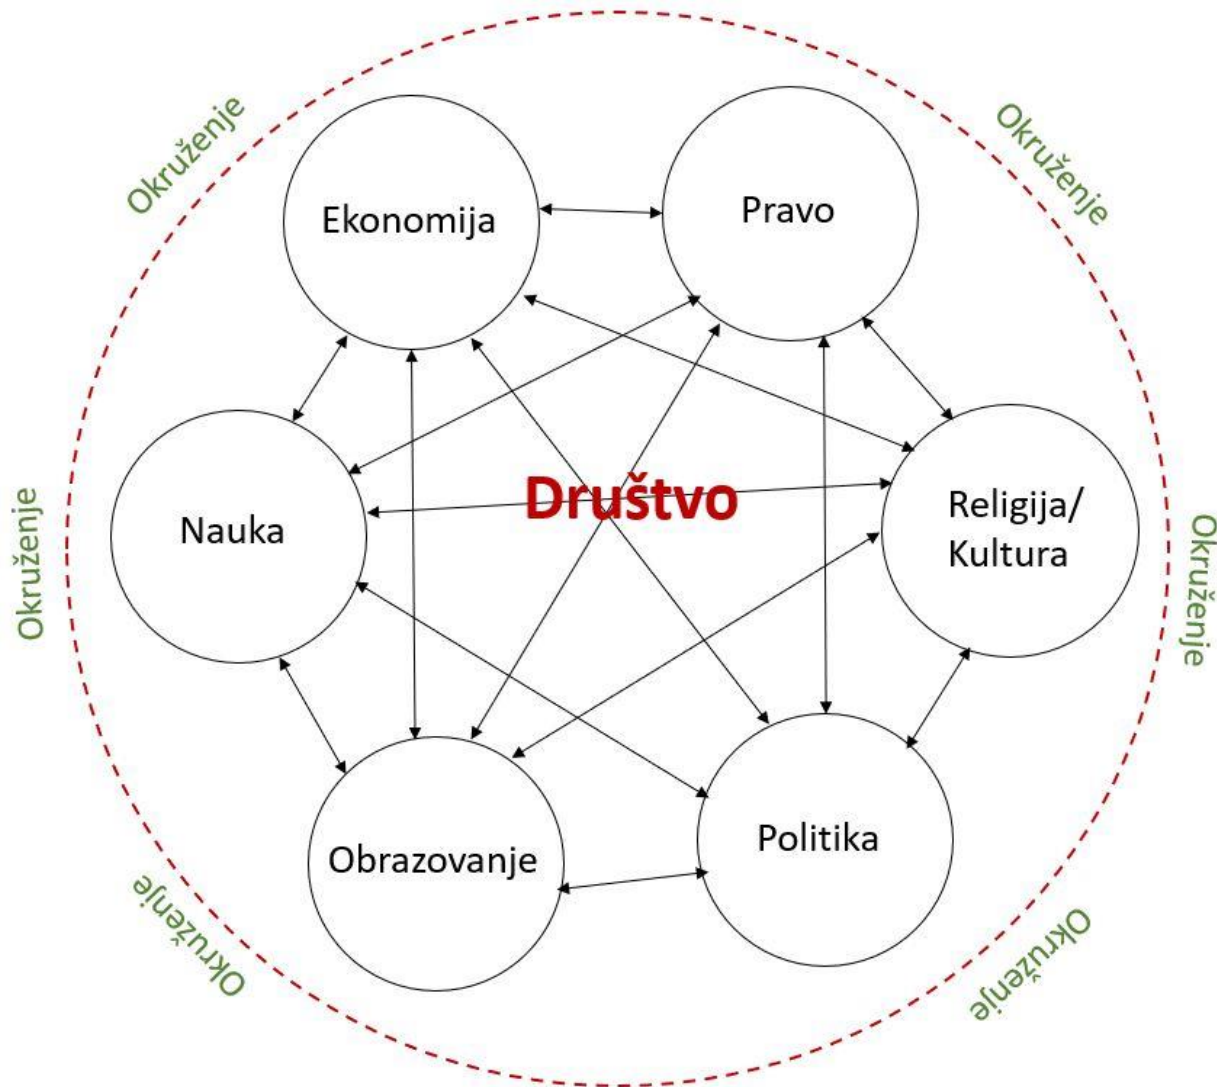 Okruženje
Okruženje
Ekonomija
Pravo
Društvo
Nauka
Religija/
Kultura
Okruženje
Okruženje
Obrazovanje
Politika
Okruženje
Okruženje